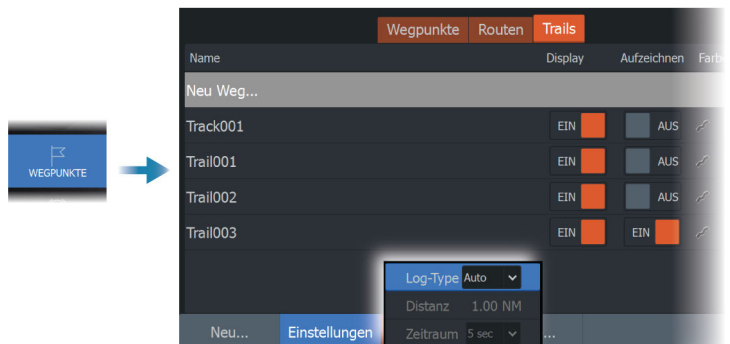 Wegpunkte Routen Trails
Name Display Aufzeichnen
Neu Weg...
Track001 EIN AUS
Trail001 EIN AUS
WEGPUNKTE
Trail002 EIN AUS
Trail003 EIN EIN
Log-Type Auto
Distanz 1.00 NM
Neu... Einstellungen Zeitraum 5 sec ...